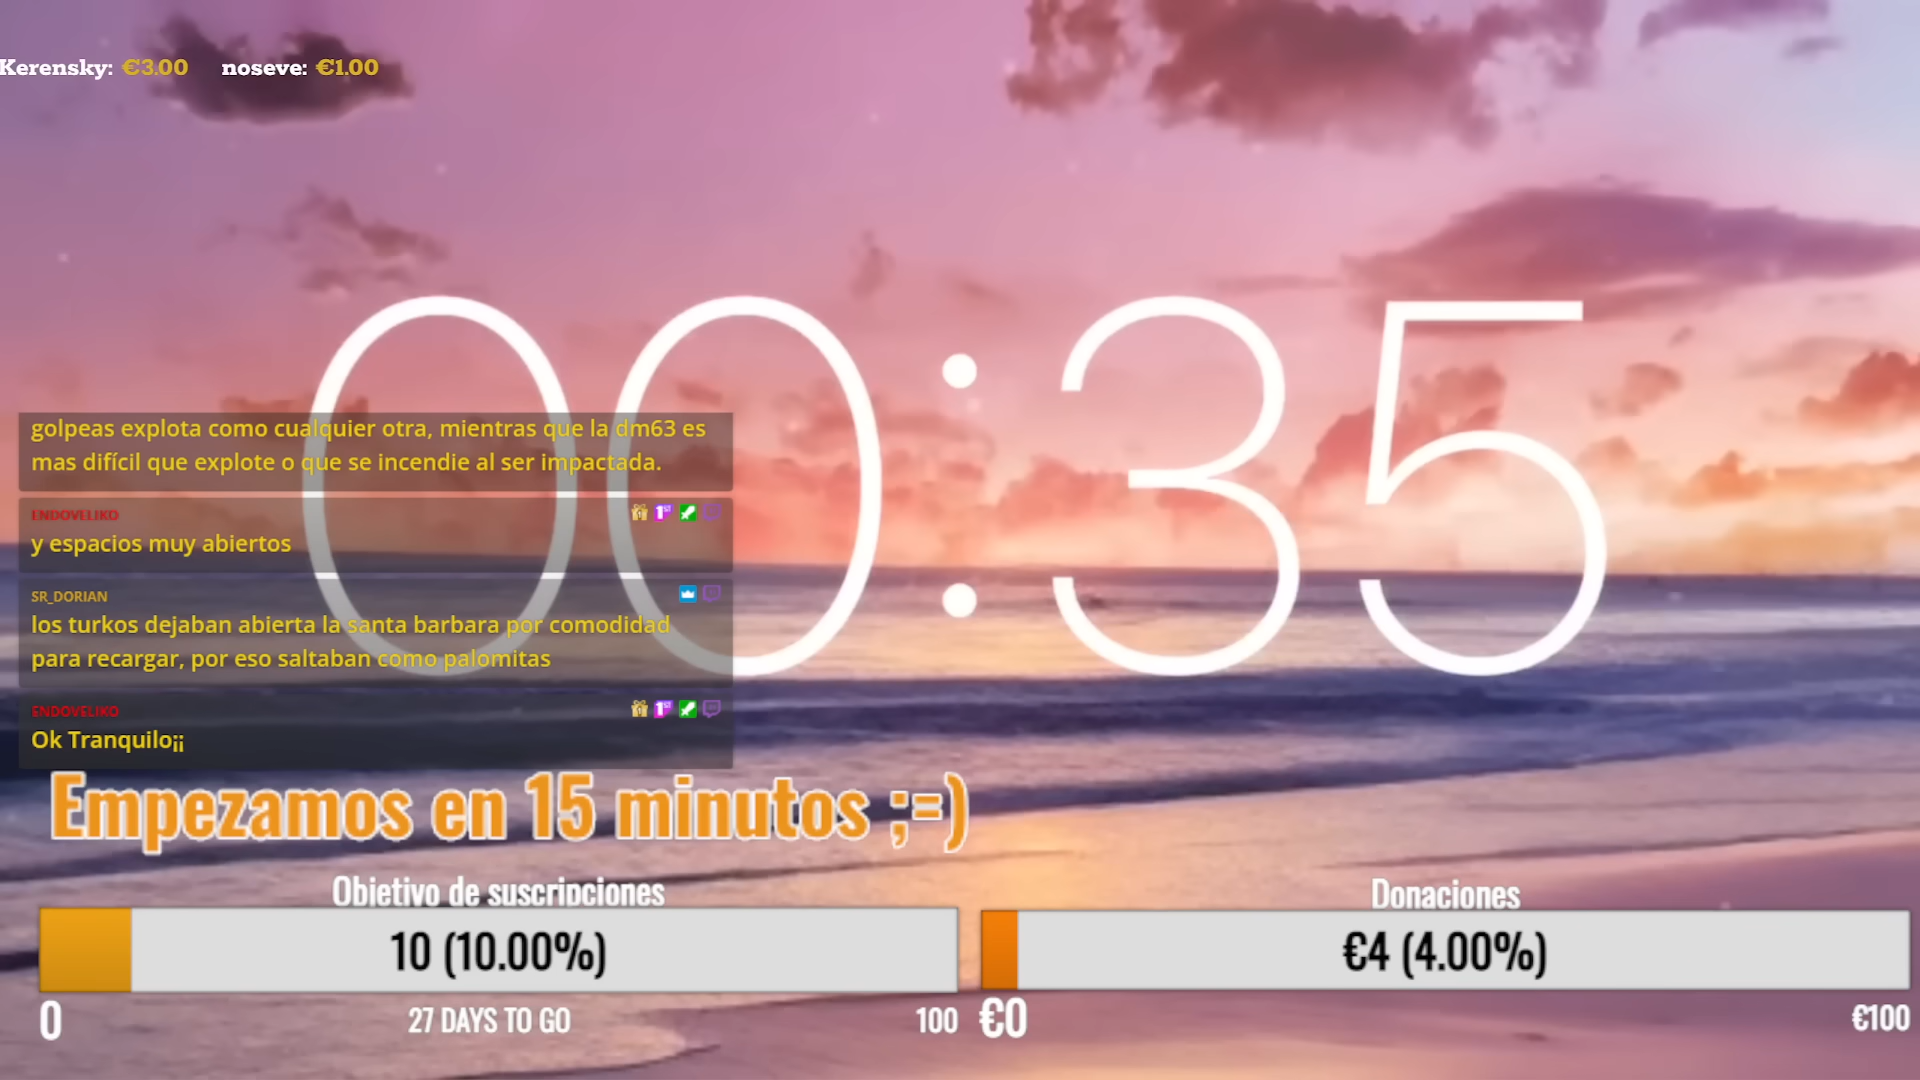 Kerensky: €3.00 noseve: €1.00
00:35
golpeas explota como cualquier otra, mientras que la dm63 es
mas difícil que explote o que se incendie al ser impactada.
ENDOVELIKO
y espacios muy abiertos
SR_DORIAN
los turkos dejaban abierta la santa barbara por comodidad
para recargar, por eso saltaban como palomitas
ENDOVELIKO
Ok Tranquilo¡¡
Empezamos en 15 minutos ;=)
Objetivo de suscripciones
10 (10.00%)
0 27 DAYS TO GO 100
Donaciones
€4 (4.00%)
€0 €100